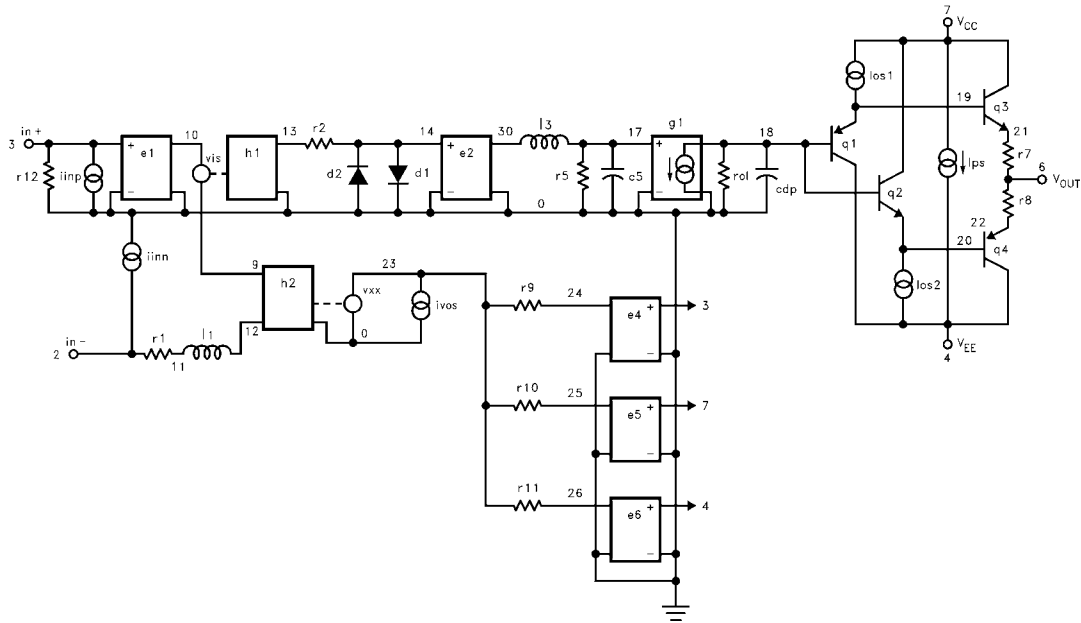 7
VCC
Ios1
19
q3
21
r7
6
VOUT
r8
22
q4
20
Ios2
Ips
VEE
4
q1
q2
in+
3
r12
iinp
+
e1
−
10
vis
h1
13
r2
d2
d1
14
+
e2
−
30
l3
r5
c5
17
g1
+
−
rol
18
cdp
0
iinn
9
h2
12
in−
2
r1
11
l1
23
vxx
ivos
0
r9
24
e4
+
−
3
r10
25
e5
+
−
7
r11
26
e6
+
−
4